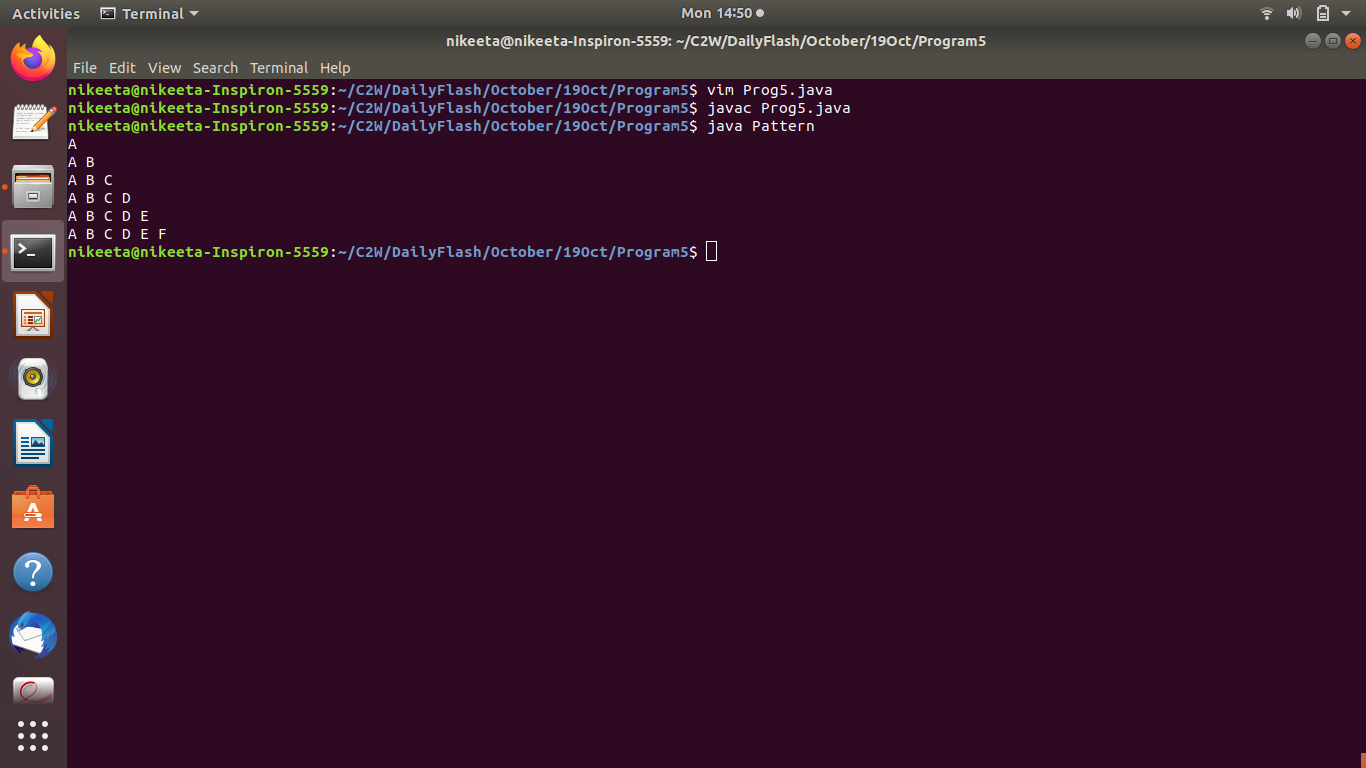 Activities Terminal Mon 14:50
nikeeta@nikeeta-Inspiron-5559: ~/C2W/DailyFlash/October/19Oct/Program5
File Edit View Search Terminal Help
nikeeta@nikeeta-Inspiron-5559:~/C2W/DailyFlash/October/19Oct/Program5$ vim Prog5.java
nikeeta@nikeeta-Inspiron-5559:~/C2W/DailyFlash/October/19Oct/Program5$ javac Prog5.java
nikeeta@nikeeta-Inspiron-5559:~/C2W/DailyFlash/October/19Oct/Program5$ java Pattern
A
A B
A B C
A B C D
A B C D E
A B C D E F
nikeeta@nikeeta-Inspiron-5559:~/C2W/DailyFlash/October/19Oct/Program5$